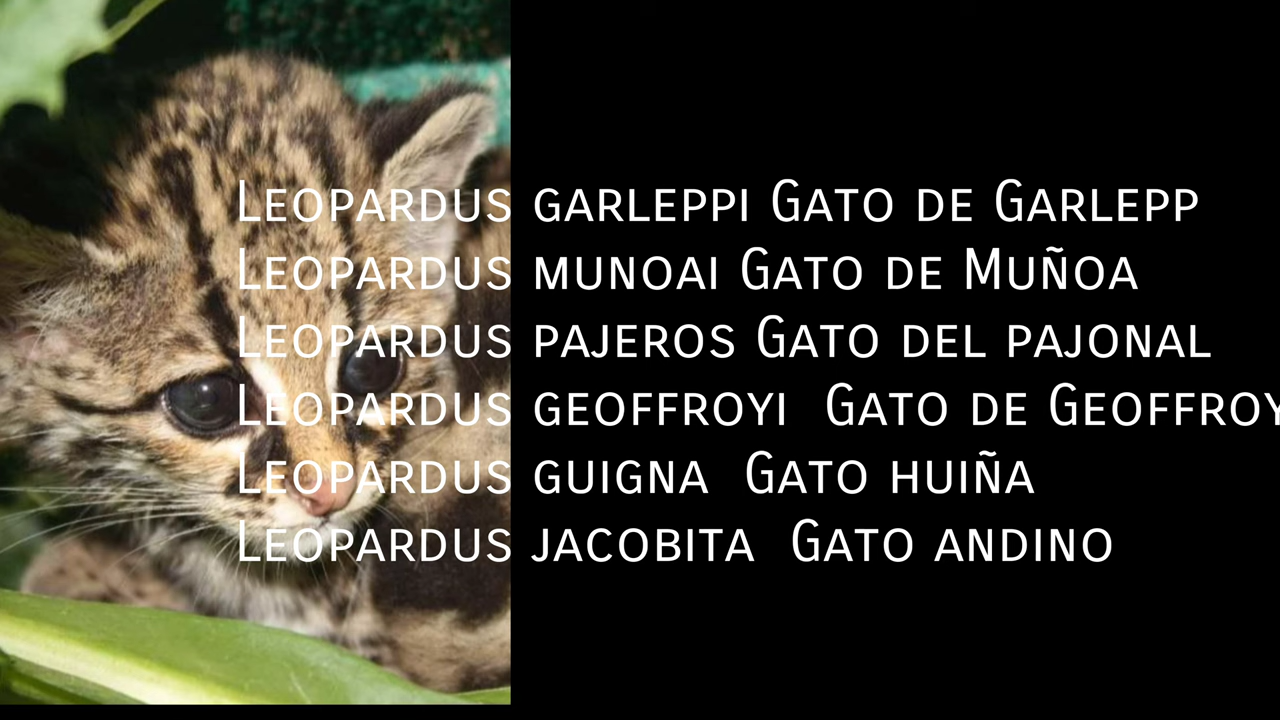 Leopardus garleppi Gato de Garlepp
Leopardus munoai Gato de Muñoa
Leopardus pajeros Gato del pajonal
Leopardus geoffroyi Gato de Geoffroy
Leopardus guigna Gato huiña
Leopardus jacobita Gato andino